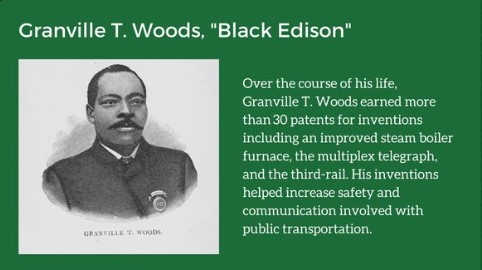 Granville T. Woods, "Black Edison"
Over the course of his life,
Granville T. Woods earned more
than 30 patents for inventions
including an improved steam boiler
furnace, the multiplex telegraph,
and the third-rail. His inventions
helped increase safety and
communication involved with
public transportation.
GRANVILLE T. WOODS.